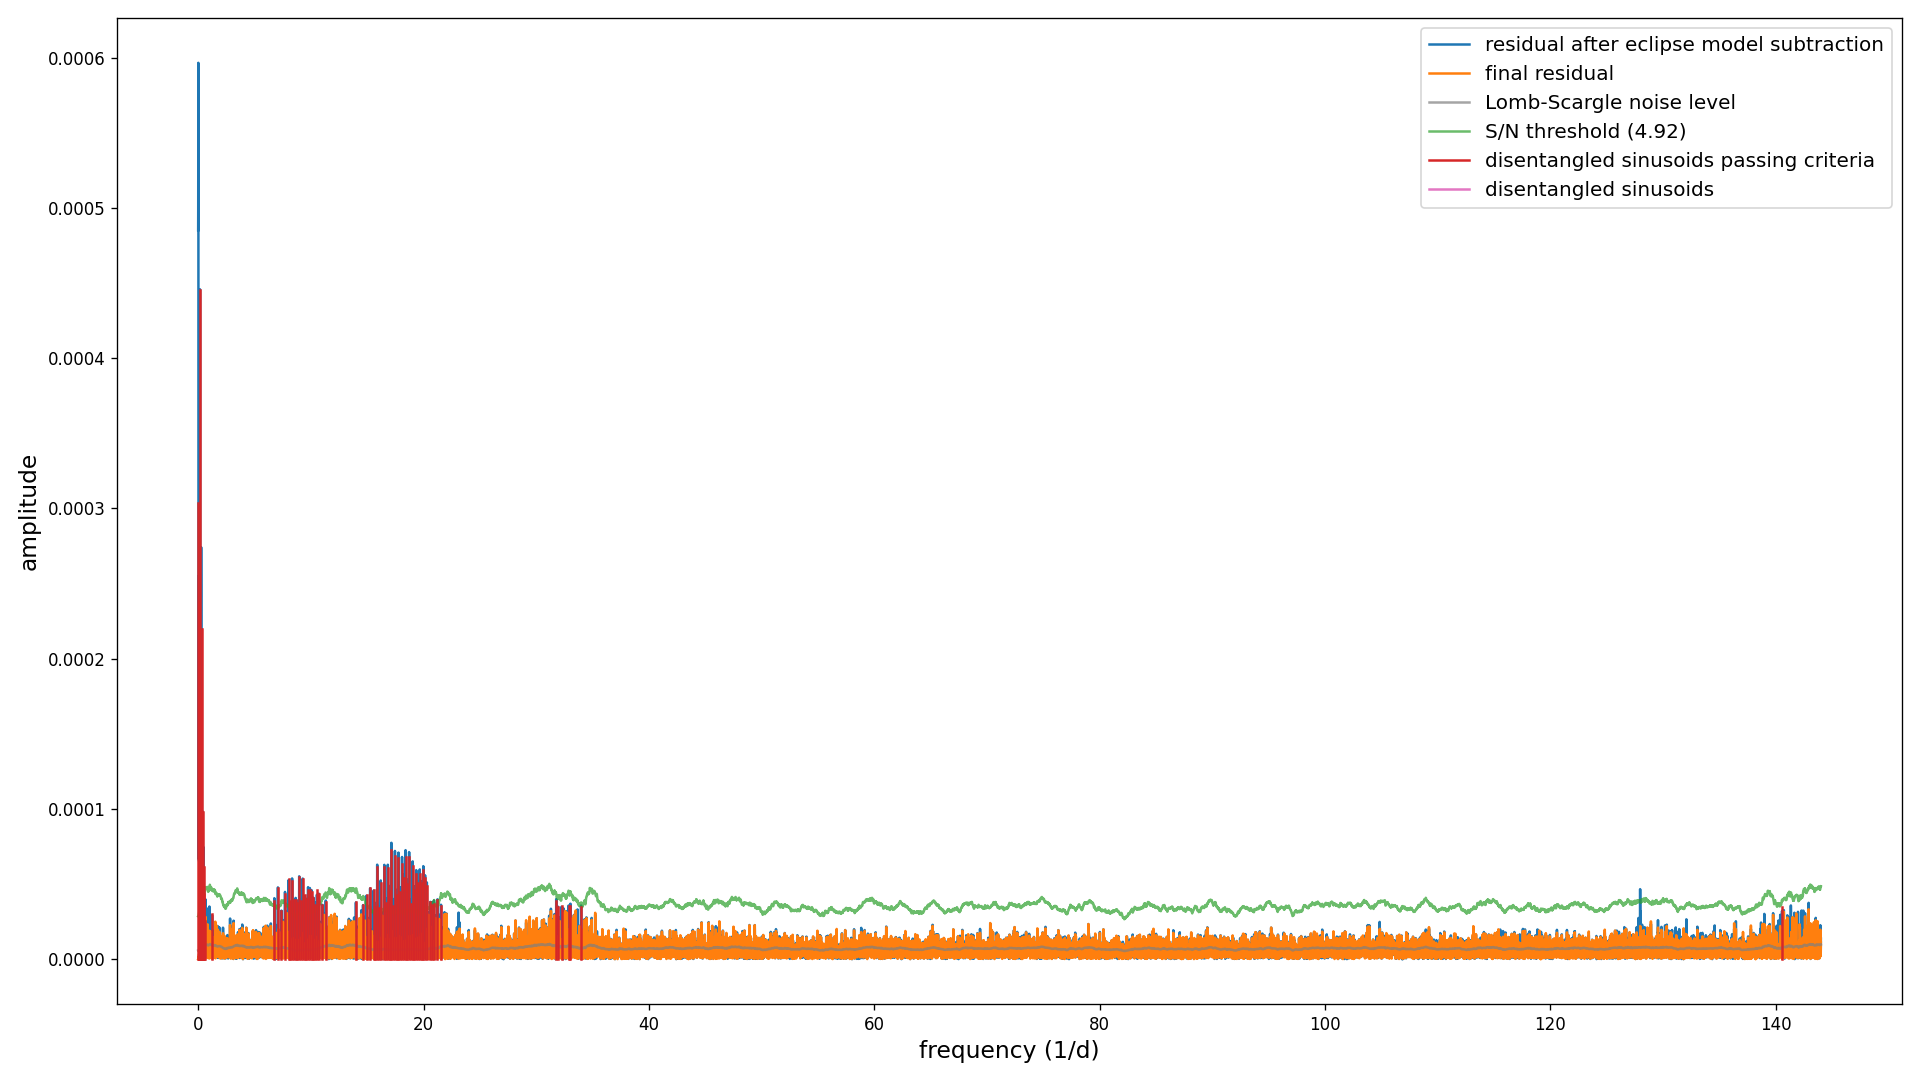 residual after eclipse model subtraction
final residual
Lomb-Scargle noise level
S/N threshold (4.92)
disentangled sinusoids passing criteria
disentangled sinusoids
amplitude
0.0006
0.0005
0.0004
0.0003
0.0002
0.0001
0.0000
0 20 40 60 80 100 120 140
frequency (1/d)